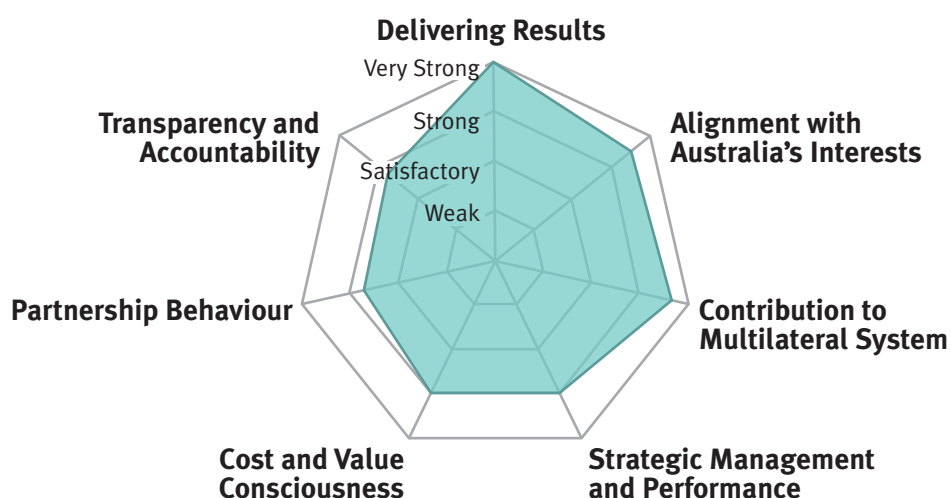 Delivering Results
Very Strong
Strong
Satisfactory
Weak
Transparency and
Accountability
Alignment with
Australia's Interests
Partnership Behaviour
Contribution to
Multilateral System
Cost and Value
Consciousness
Strategic Management
and Performance